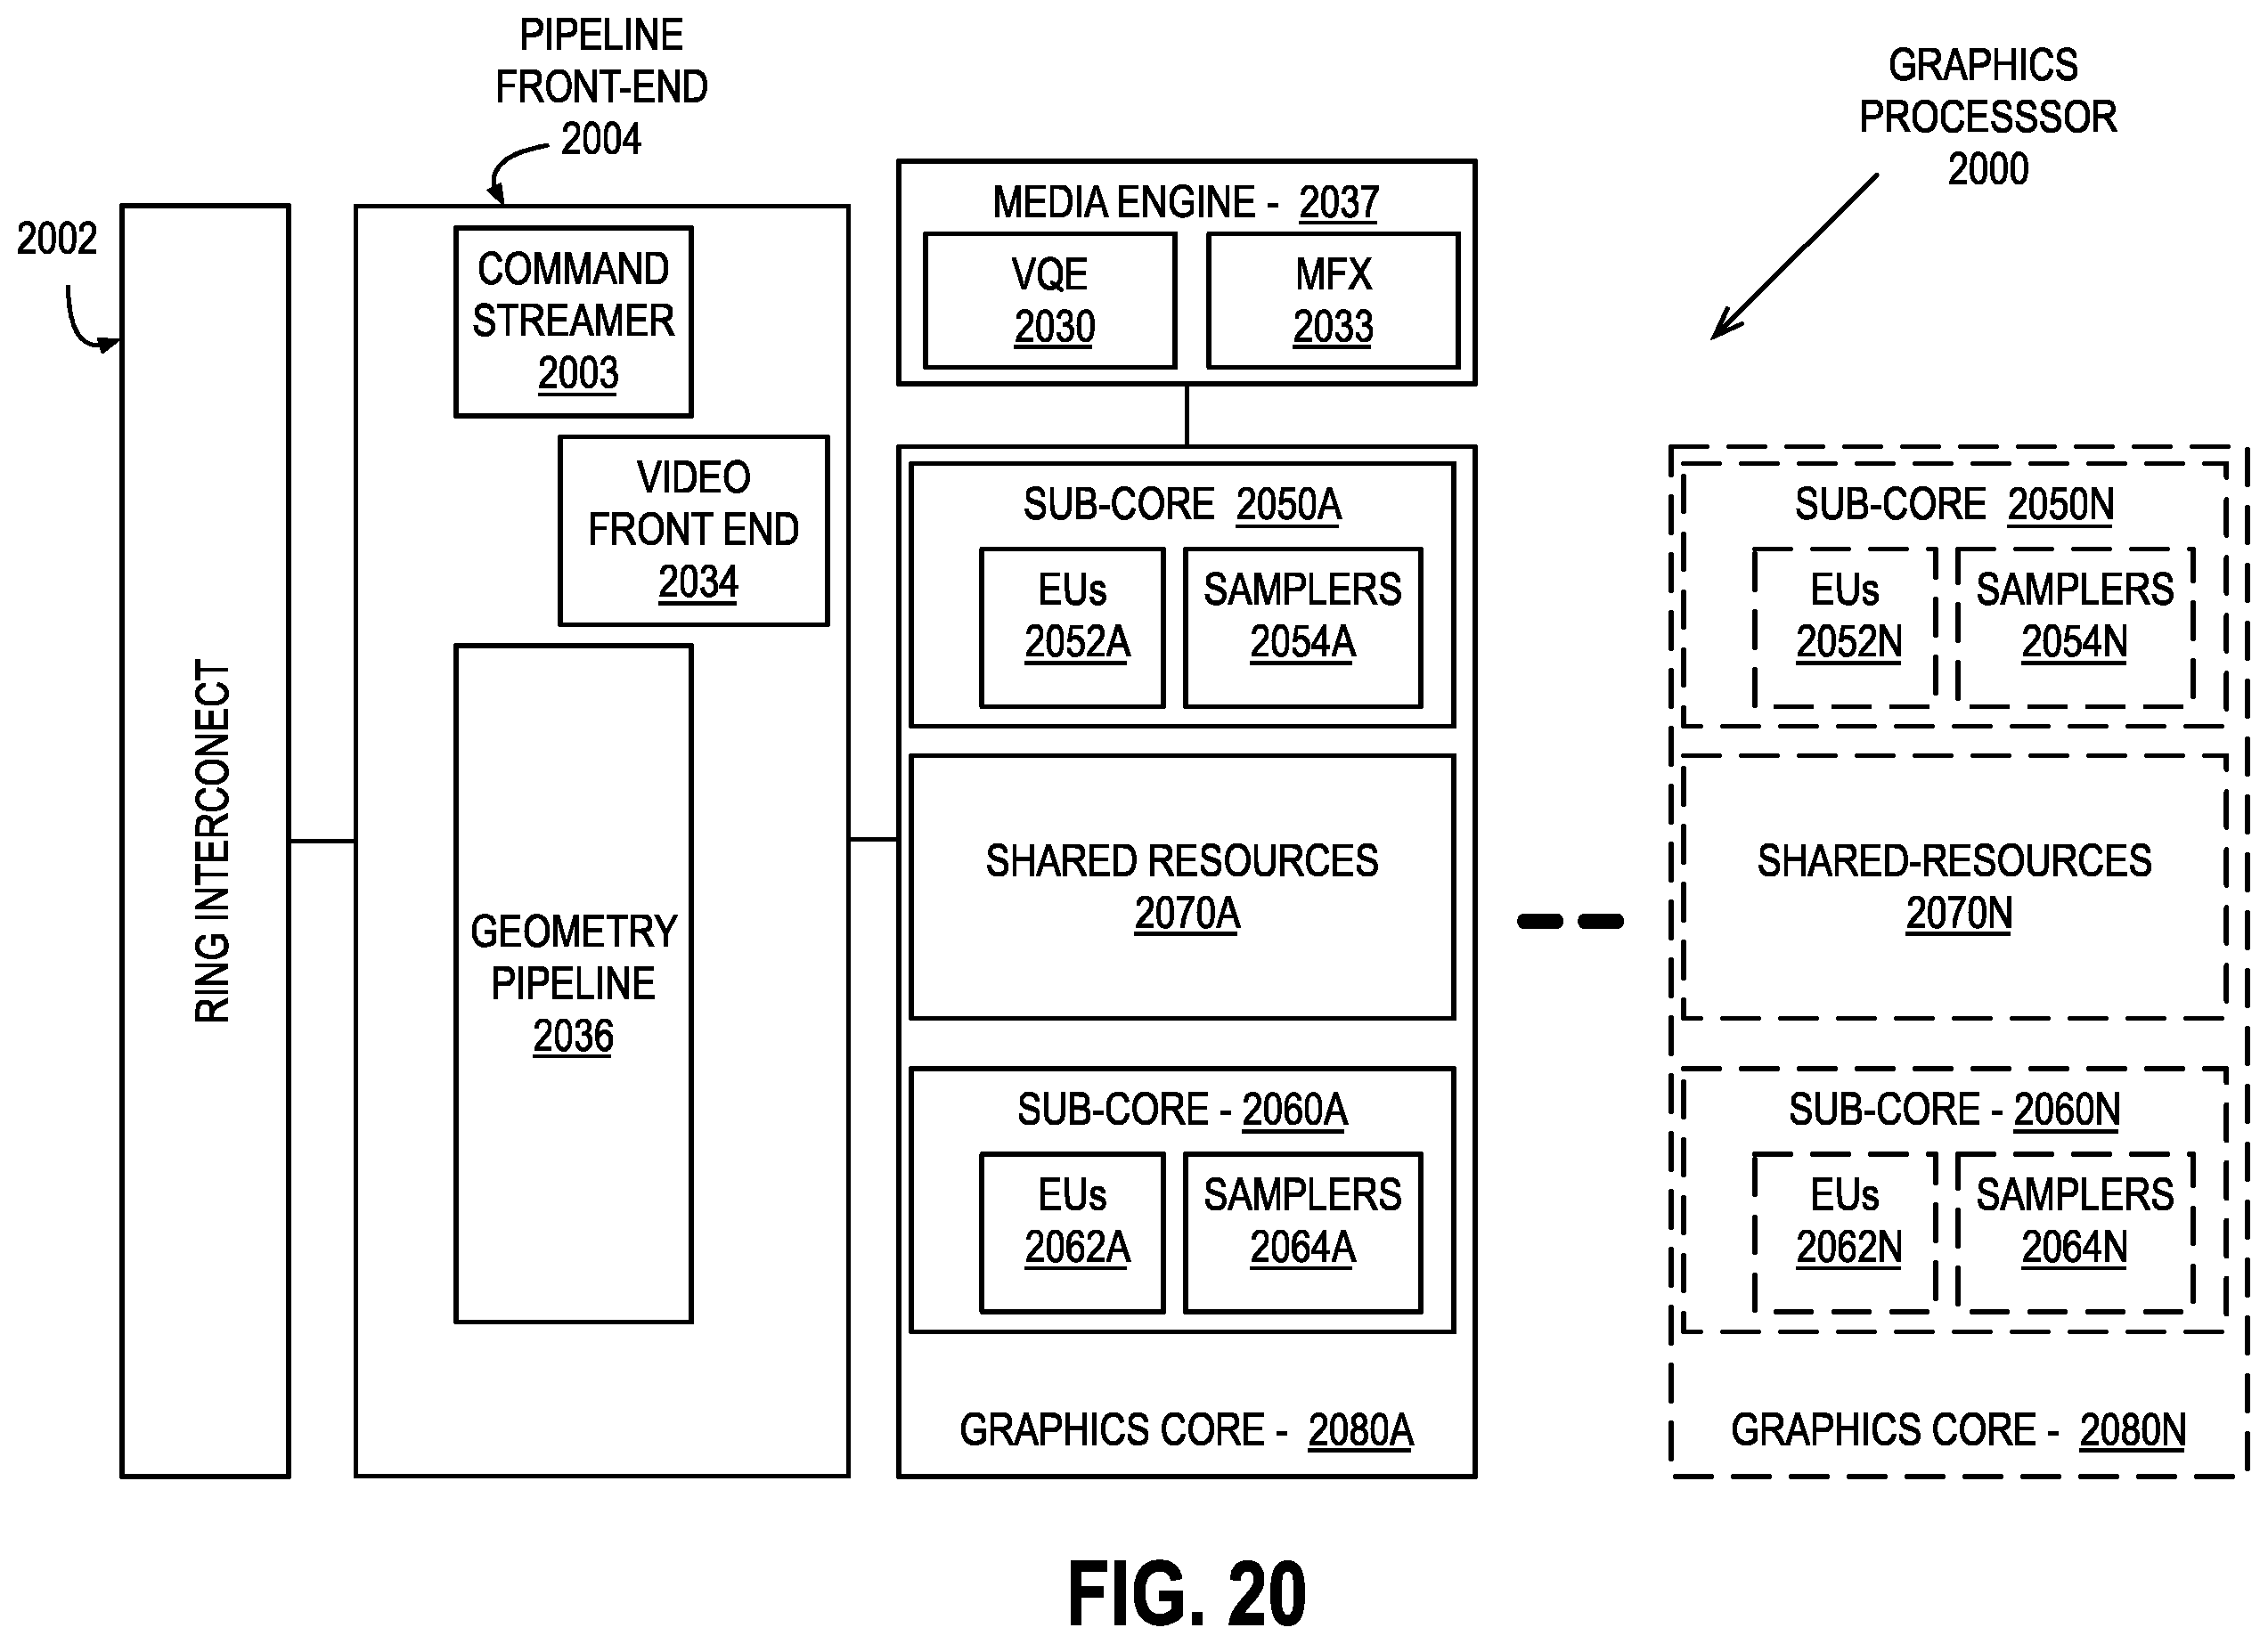 PIPELINE
FRONT-END
2004
GRAPHICS
PROCESSSOR
2000
2002
RING INTERCONECT
COMMAND
STREAMER
2003
VIDEO
FRONT END
2034
GEOMETRY
PIPELINE
2036
MEDIA ENGINE - 2037
VQE
2030
MFX
2033
SUB-CORE 2050A
EUs
2052A
SAMPLERS
2054A
SHARED RESOURCES
2070A
SUB-CORE - 2060A
EUs
2062A
SAMPLERS
2064A
GRAPHICS CORE - 2080A
SUB-CORE 2050N
EUs
2052N
SAMPLERS
2054N
SHARED-RESOURCES
2070N
SUB-CORE - 2060N
EUs
2062N
SAMPLERS
2064N
GRAPHICS CORE - 2080N
FIG. 20